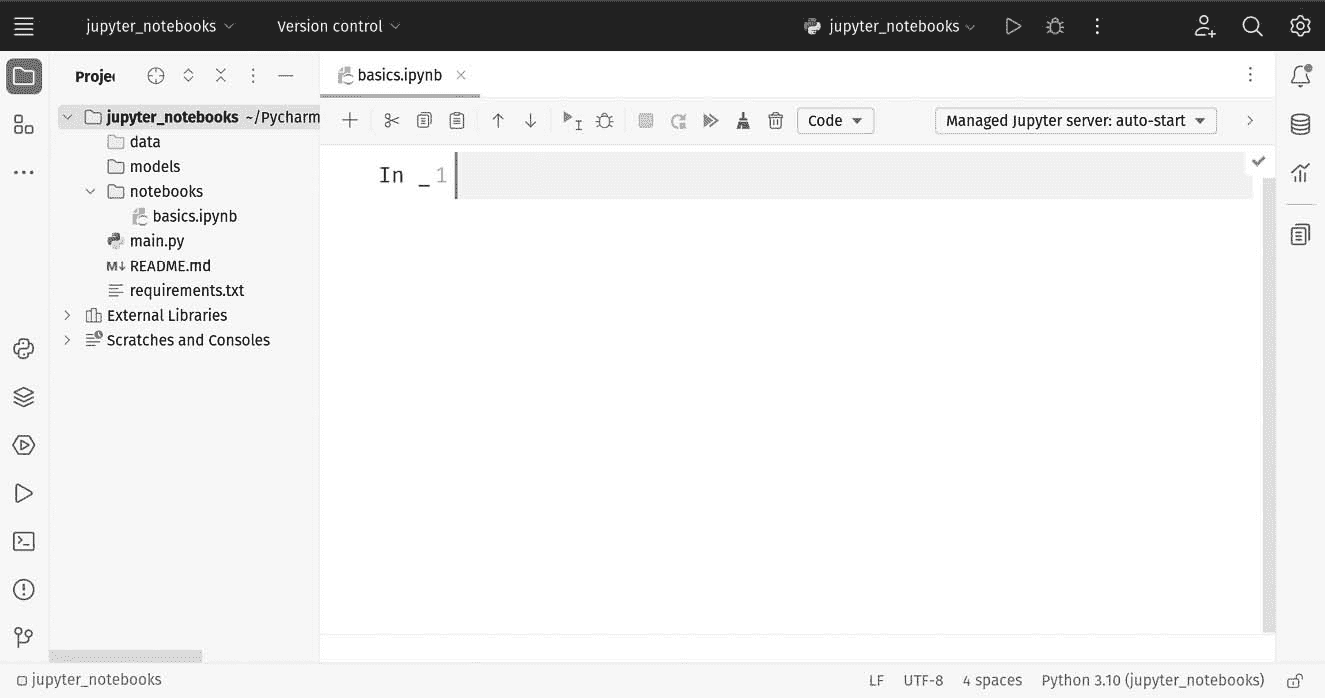 jupyter_notebooks Version control jupyter_notebooks
Projec basics.ipynb
jupyter_notebooks ~/Pycharm
Code Managed Jupyter server: auto-start
data
models
notebooks
basics.ipynb
main.py
M↓ README.md
requirements.txt
External Libraries
Scratches and Consoles
In _ 1
jupyter_notebooks LF UTF-8 4 spaces Python 3.10 (jupyter_notebooks)